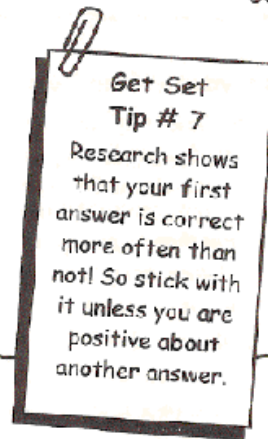 Get Set
Tip # 7
Research shows
that your first
answer is correct
more often than
not! So stick with
it unless you are
positive about
another answer.